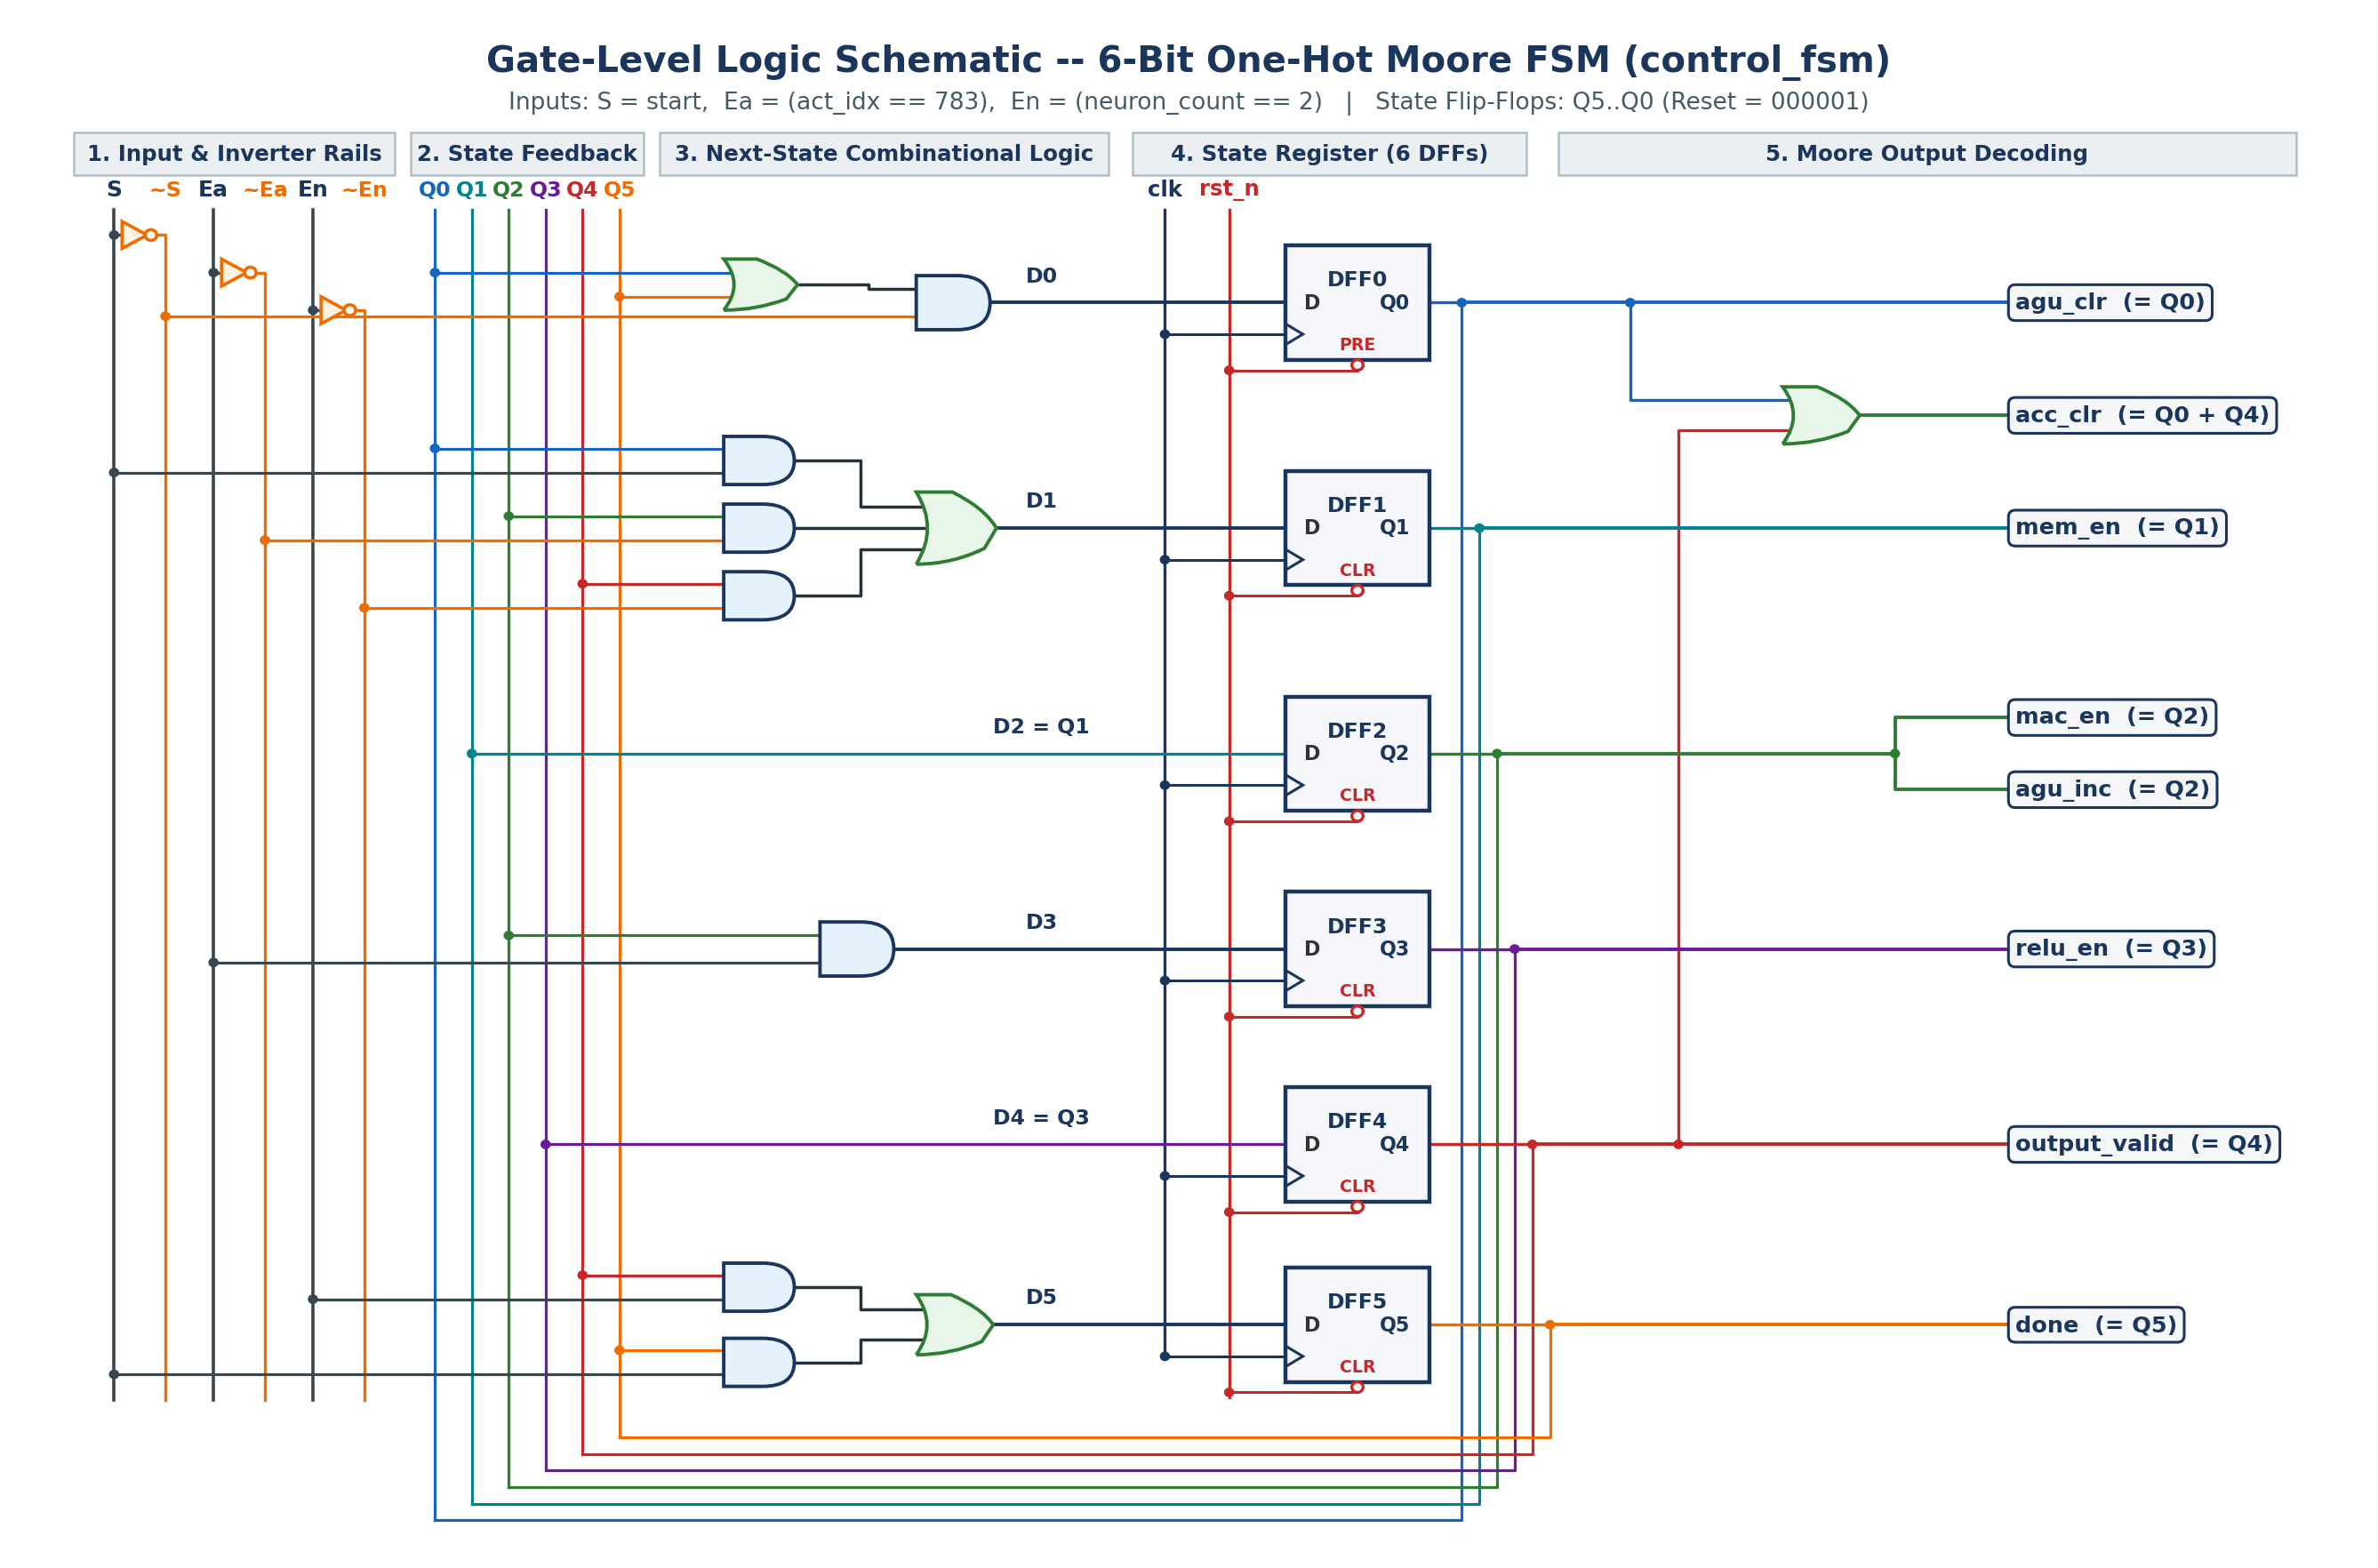 Gate-Level Logic Schematic -- 6-Bit One-Hot Moore FSM (control_fsm)
Inputs: S = start, Ea = (act_idx == 783), En = (neuron_count == 2) | State Flip-Flops: Q5..Q0 (Reset = 000001)
1. Input & Inverter Rails
2. State Feedback
3. Next-State Combinational Logic
4. State Register (6 DFFs)
5. Moore Output Decoding
S ~S Ea ~Ea En ~En Q0 Q1 Q2 Q3 Q4 Q5 clk rst_n
D0
DFF0
D Q0
PRE
agu_clr (= Q0)
acc_clr (= Q0 + Q4)
D1
DFF1
D Q1
CLR
mem_en (= Q1)
D2 = Q1
DFF2
D Q2
CLR
mac_en (= Q2)
agu_inc (= Q2)
D3
DFF3
D Q3
CLR
relu_en (= Q3)
D4 = Q3
DFF4
D Q4
CLR
output_valid (= Q4)
D5
DFF5
D Q5
CLR
done (= Q5)